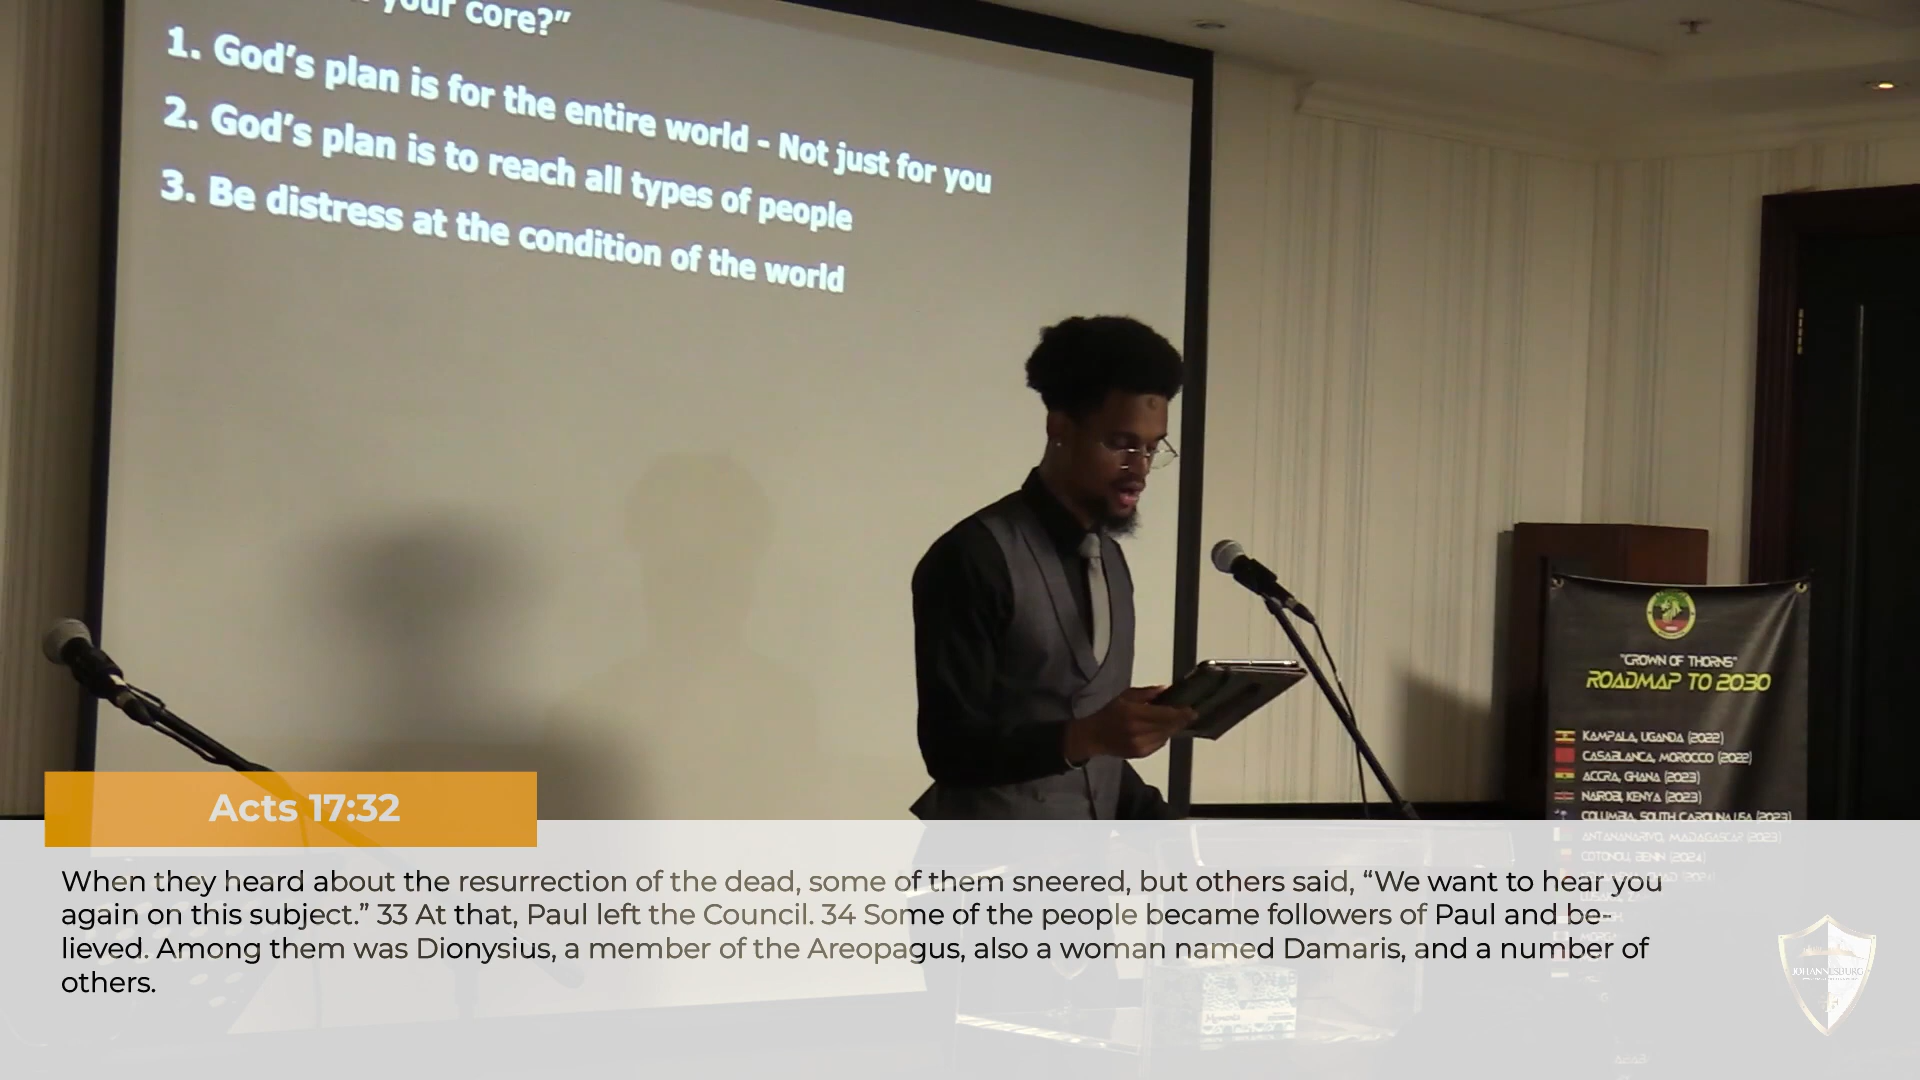 your core?”
1. God’s plan is for the entire world - Not just for you
2. God’s plan is to reach all types of people
3. Be distress at the condition of the world
"CROWN OF THORNS"
ROADMAP TO 2030
KAMPALA, UGANDA (2022)
CASABLANCA, MOROCCO (2022)
ACCRA, GHANA (2023)
NAIROBI, KENYA (2023)
COLUMBIA, SOUTH CAROLINA USA (2023)
ANTANANARIVO, MADAGASCAR (2023)
COTONOU, BENIN (2024)
Acts 17:32
When they heard about the resurrection of the dead, some of them sneered, but others said, “We want to hear you
again on this subject.” 33 At that, Paul left the Council. 34 Some of the people became followers of Paul and be-
lieved. Among them was Dionysius, a member of the Areopagus, also a woman named Damaris, and a number of
others.
JOHANNESBURG